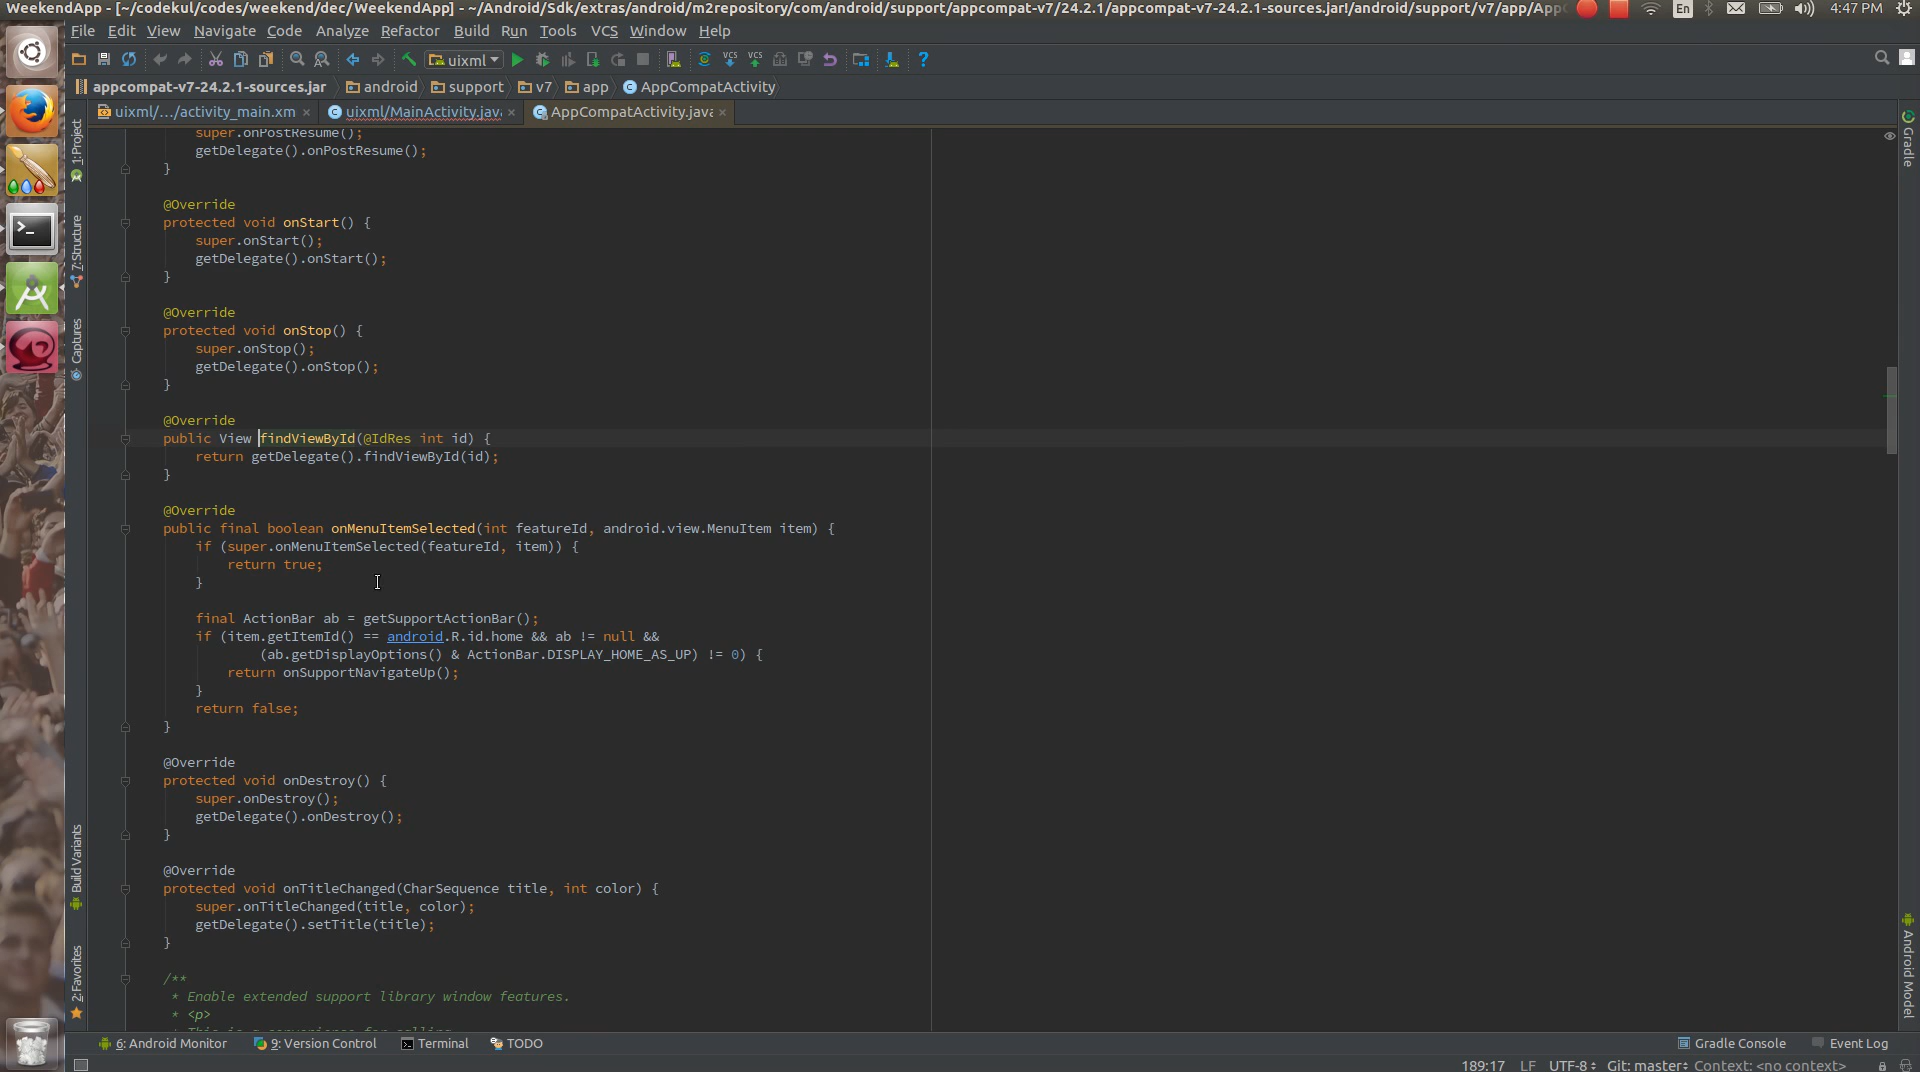 WeekendApp - [~/codekul/codes/weekend/dec/WeekendApp] - ~/Android/Sdk/extras/android/m2repository/com/android/support/appcompat-v7/24.2.1/appcompat-v7-24.2.1-sources.jar!/android/support/v7/app/AppC
En 4:47 PM
File Edit View Navigate Code Analyze Refactor Build Run Tools VCS Window Help
uixml VCS VCS ?
appcompat-v7-24.2.1-sources.jar android support v7 app AppCompatActivity
uixml/.../activity_main.xm uixml/MainActivity.java AppCompatActivity.java
1: Project
7: Structure
Captures
Build Variants
2: Favorites
super.onPostResume();
getDelegate().onPostResume();
}
@Override
protected void onStart() {
super.onStart();
getDelegate().onStart();
}
@Override
protected void onStop() {
super.onStop();
getDelegate().onStop();
}
@Override
public View findViewById(@IdRes int id) {
return getDelegate().findViewById(id);
}
@Override
public final boolean onMenuItemSelected(int featureId, android.view.MenuItem item) {
if (super.onMenuItemSelected(featureId, item)) {
return true;
}
final ActionBar ab = getSupportActionBar();
if (item.getItemId() == android.R.id.home && ab != null &&
(ab.getDisplayOptions() & ActionBar.DISPLAY_HOME_AS_UP) != 0) {
return onSupportNavigateUp();
}
return false;
}
@Override
protected void onDestroy() {
super.onDestroy();
getDelegate().onDestroy();
}
@Override
protected void onTitleChanged(CharSequence title, int color) {
super.onTitleChanged(title, color);
getDelegate().setTitle(title);
}
/**
* Enable extended support library window features.
* <p>
* This is a convenience for calling
Gradle
Android Model
6: Android Monitor 9: Version Control Terminal TODO Gradle Console Event Log
189:17 LF UTF-8 Git: master Context: <no context>